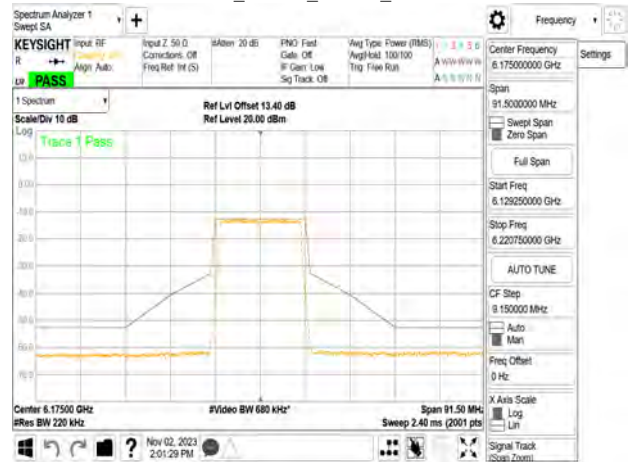 Spectrum Analyzer 1
Swept SA
Frequency
KEYSIGHT
Input: RF
Align: Auto
Input Z: 50 Ω
Corrections: Off
Freq Ref: Int (S)
#Atten: 20 dB
PNO: Fast
Gate: Off
IF Gain: Low
Sig Track: Off
Avg Type: Power (RMS)
Avg|Hold: 100/100
Trig: Free Run
R
PASS
Center Frequency
6.175000000 GHz
Settings
Span
91.5000000 MHz
Swept Span
Zero Span
Full Span
Start Freq
6.129250000 GHz
Stop Freq
6.220750000 GHz
AUTO TUNE
CF Step
9.150000 MHz
Auto
Man
Freq Offset
0 Hz
X Axis Scale
Log
Lin
Signal Track
(Span Zoom)
1 Spectrum
Scale/Div 10 dB
Ref Lvl Offset 13.40 dB
Ref Level 20.00 dBm
Log
Trace 1 Pass
Center 6.17500 GHz
#Res BW 220 kHz
#Video BW 680 kHz*
Span 91.50 MHz
Sweep 2.40 ms (2001 pts)
?
Nov 02, 2023
2:01:29 PM